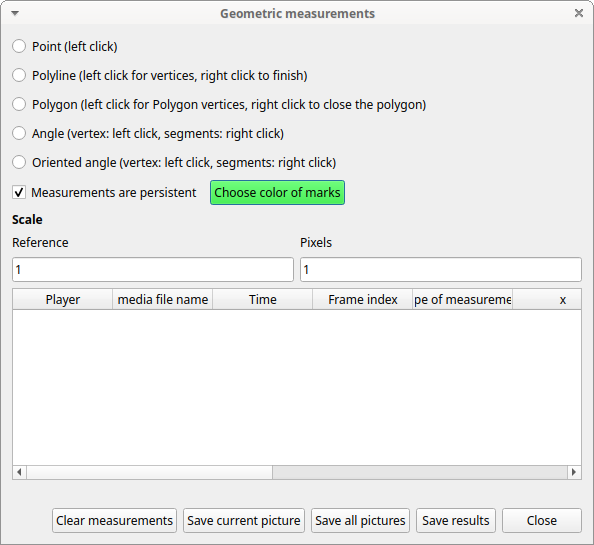 Geometric measurements
Point (left click)
Polyline (left click for vertices, right click to finish)
Polygon (left click for Polygon vertices, right click to close the polygon)
Angle (vertex: left click, segments: right click)
Oriented angle (vertex: left click, segments: right click)
Measurements are persistent Choose color of marks
Scale
Reference Pixels
1 1
Player media file name Time Frame index pe of measureme x
Clear measurements Save current picture Save all pictures Save results Close